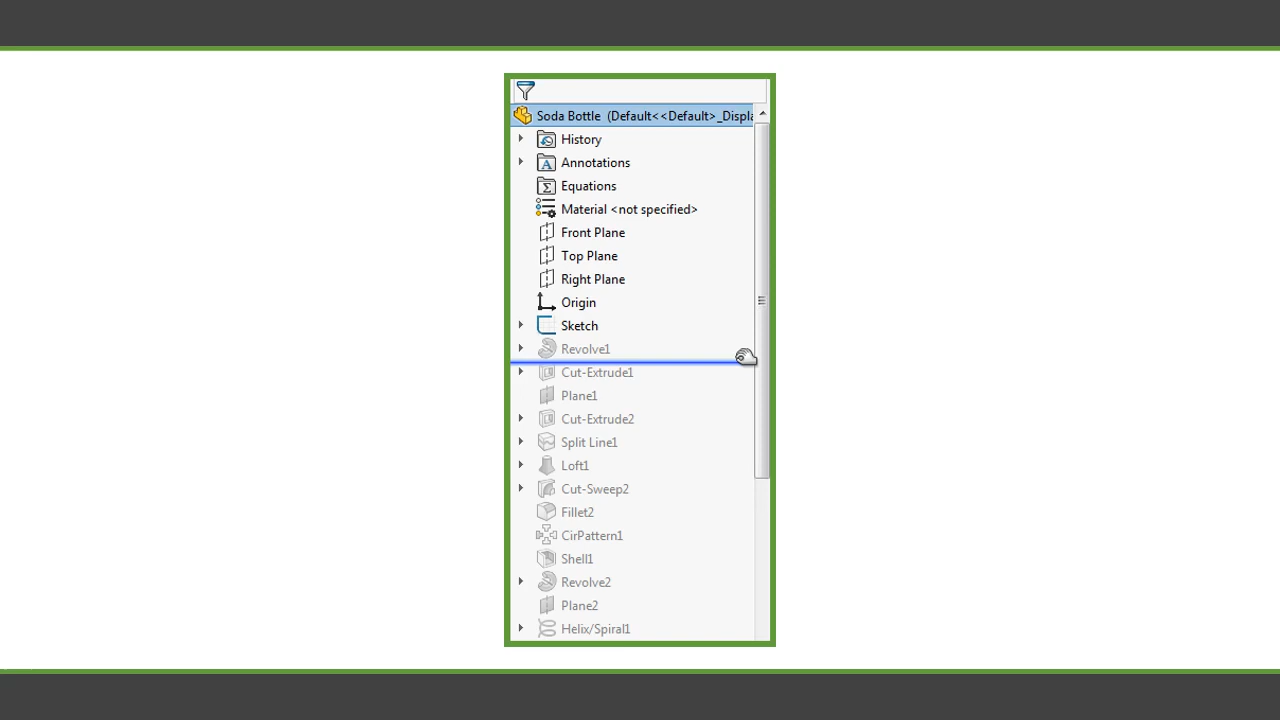 Soda Bottle (Default<<Default>_Displa
History
Annotations
Equations
Material <not specified>
Front Plane
Top Plane
Right Plane
Origin
Sketch
Revolve1
Cut-Extrude1
Plane1
Cut-Extrude2
Split Line1
Loft1
Cut-Sweep2
Fillet2
CirPattern1
Shell1
Revolve2
Plane2
Helix/Spiral1